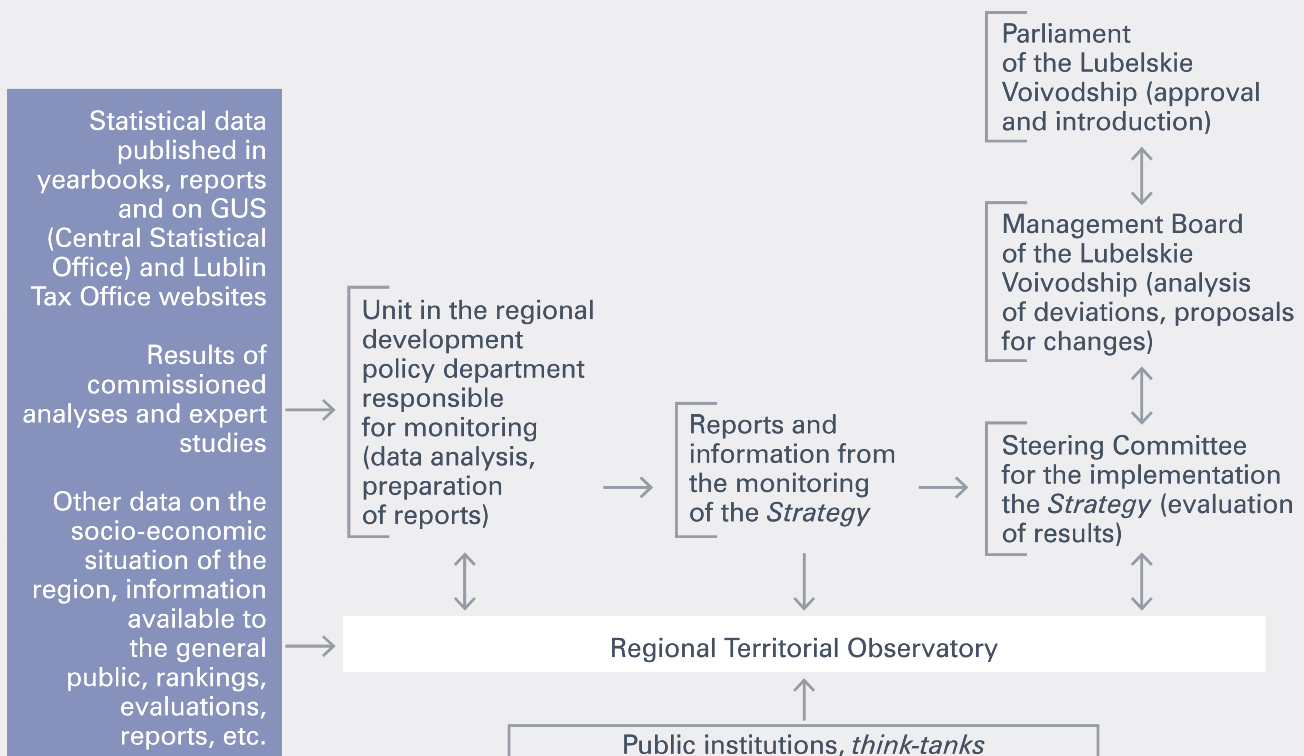 Statistical data
published in
yearbooks, reports
and on GUS
(Central Statistical
Office) and Lublin
Tax Office websites
Results of
commissioned
analyses and expert
studies
Other data on the
socio-economic
situation of the
region, information
available to
the general
public, rankings,
evaluations,
reports, etc.
Unit in the regional
development
policy department
responsible
for monitoring
(data analysis,
preparation
of reports)
Reports and
information from
the monitoring
of the Strategy
Parliament
of the Lubelskie
Voivodship (approval
and introduction)
Management Board
of the Lubelskie
Voivodship (analysis
of deviations, proposals
for changes)
Steering Committee
for the implementation
the Strategy (evaluation
of results)
Regional Territorial Observatory
Public institutions, think-tanks